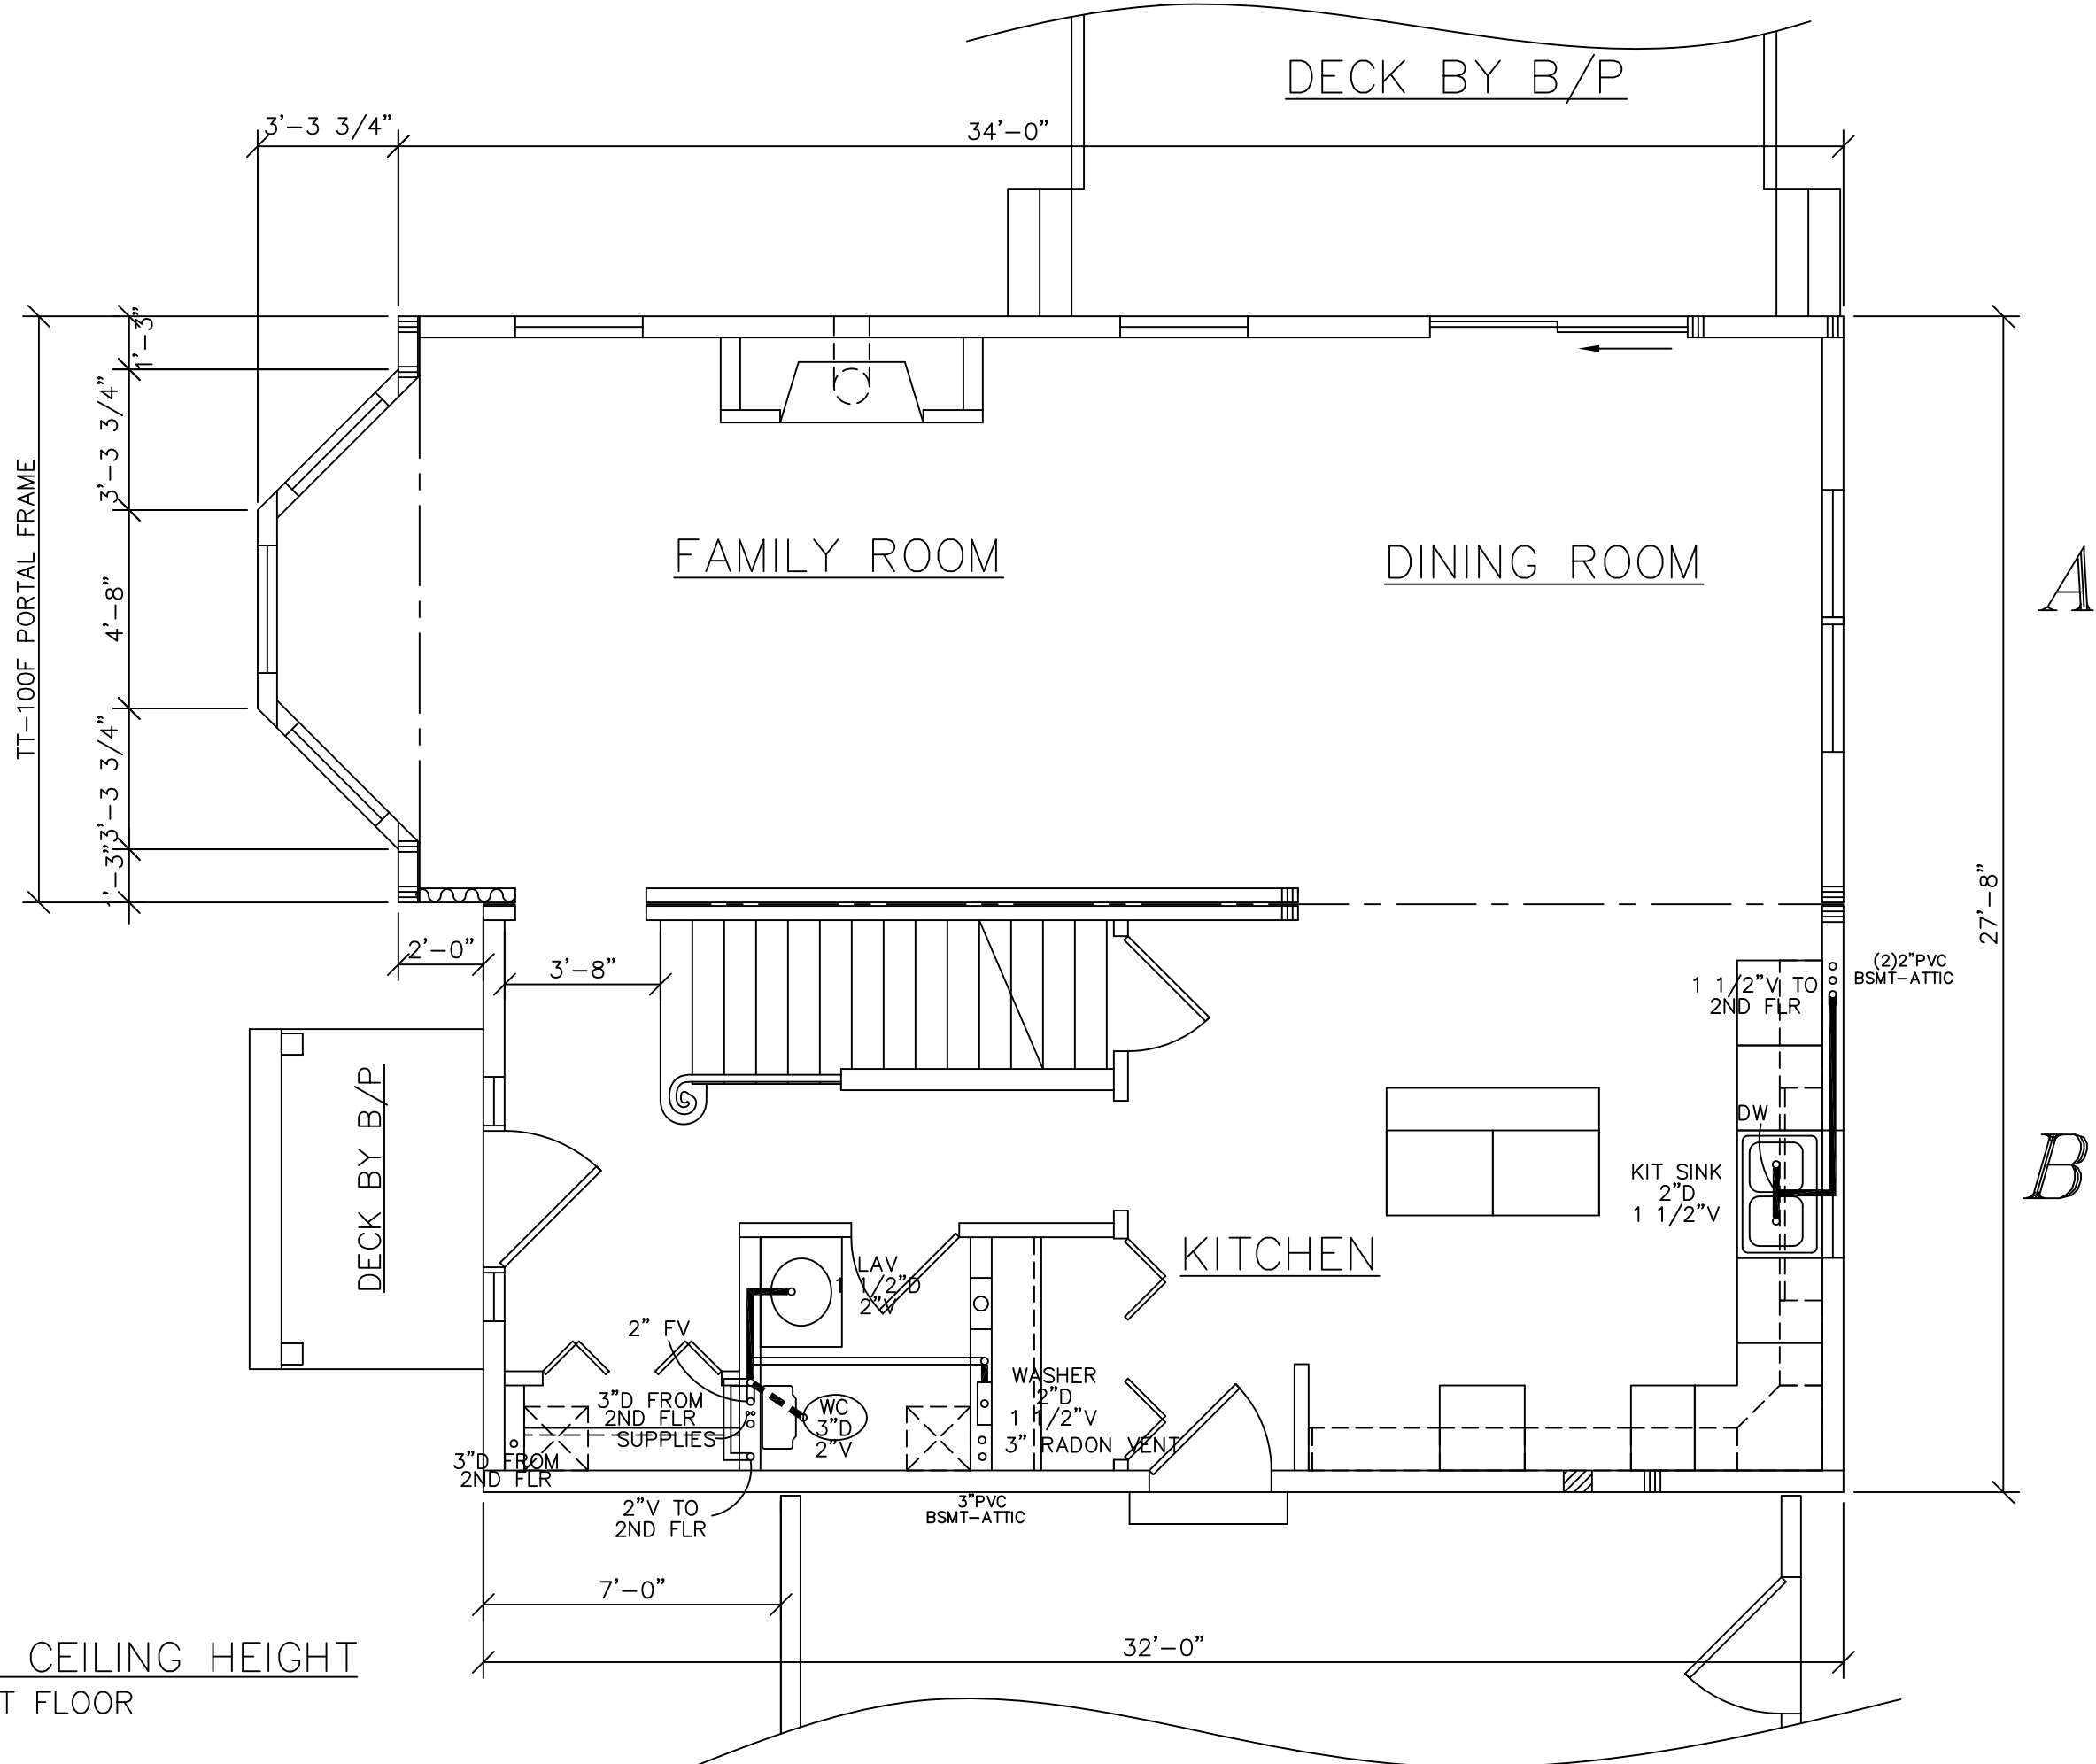 DECK BY B/P
3'-3 3/4"
34'-0"
1'-3"
3'-3 3/4"
4'-8"
3'-3 3/4"
1'-3"
TT-100F PORTAL FRAME
FAMILY ROOM
DINING ROOM
A
27'-8"
2'-0"
3'-8"
(2)2"PVC
BSMT-ATTIC
1 1/2"V TO
2ND FLR
DECK BY B/P
DW
KIT SINK
2"D
1 1/2"V
B
KITCHEN
LAV
1 1/2"D
2"V
2" FV
WASHER
2"D
1 1/2"V
3" RADON VENT
3"D FROM
2ND FLR
SUPPLIES
WC
3"D
2"V
3"D FROM
2ND FLR
2"V TO
2ND FLR
3"PVC
BSMT-ATTIC
7'-0"
32'-0"
CEILING HEIGHT
T FLOOR